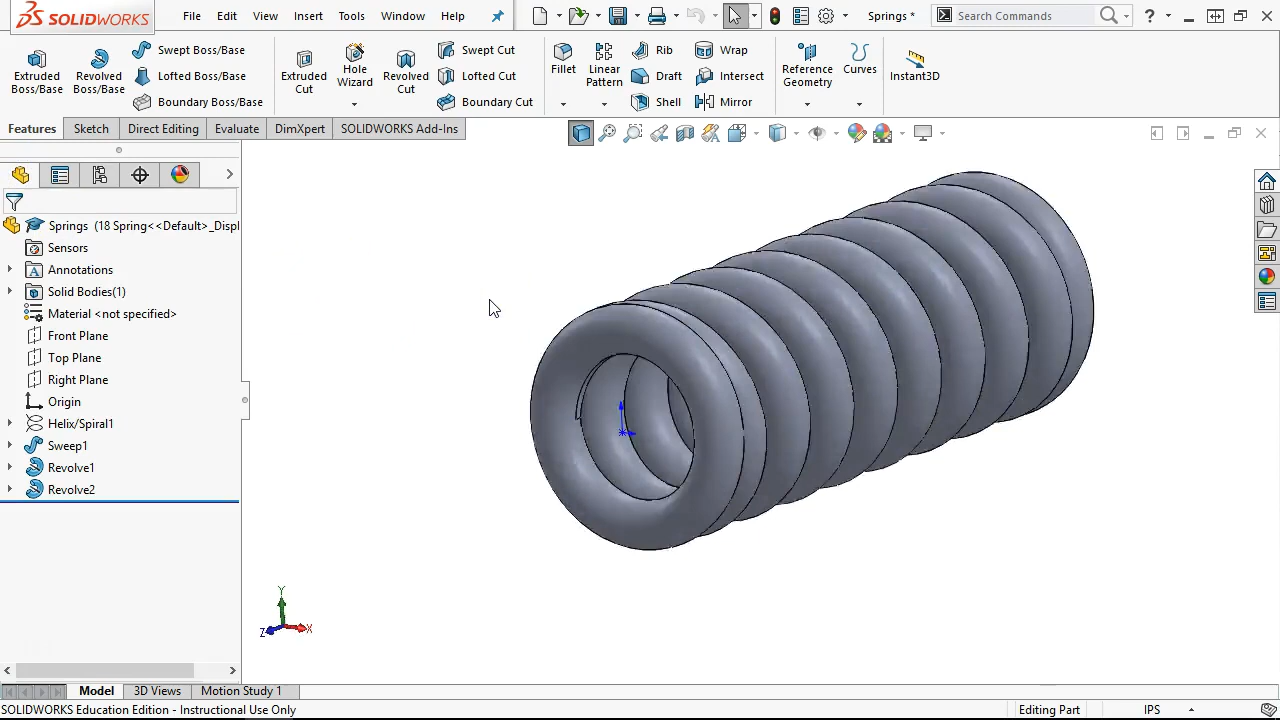 SOLIDWORKS
File Edit View Insert Tools Window Help
Springs *
Search Commands
Extruded Boss/Base
Revolved Boss/Base
Swept Boss/Base
Lofted Boss/Base
Boundary Boss/Base
Extruded Cut
Hole Wizard
Revolved Cut
Swept Cut
Lofted Cut
Boundary Cut
Fillet
Linear Pattern
Rib
Draft
Shell
Wrap
Intersect
Mirror
Reference Geometry
Curves
Instant3D
Features Sketch Direct Editing Evaluate DimXpert SOLIDWORKS Add-Ins
Springs (18 Spring<<Default>_Displ
Sensors
Annotations
Solid Bodies(1)
Material <not specified>
Front Plane
Top Plane
Right Plane
Origin
Helix/Spiral1
Sweep1
Revolve1
Revolve2
Y
Z X
Model 3D Views Motion Study 1
SOLIDWORKS Education Edition - Instructional Use Only Editing Part IPS